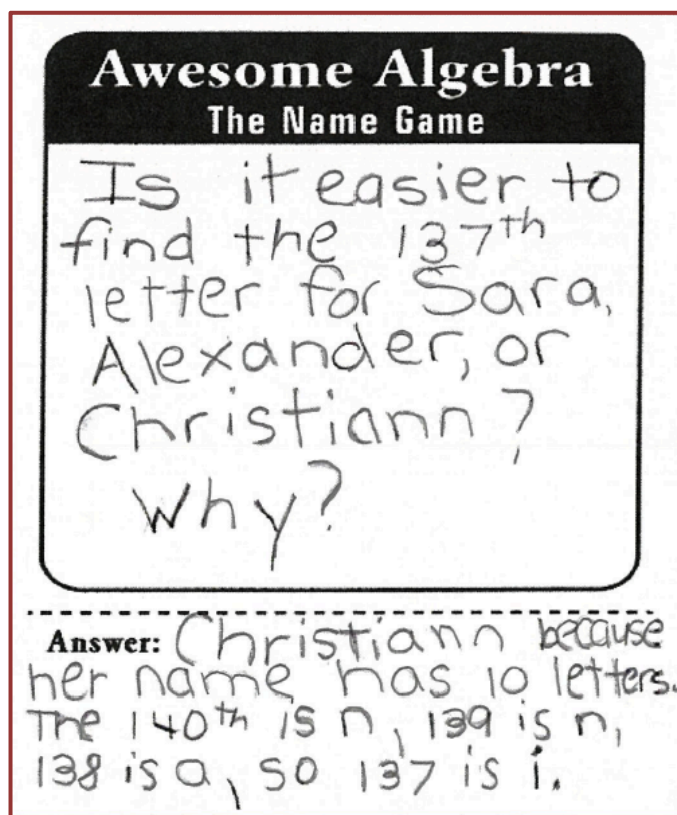 Awesome Algebra
The Name Game
Is it easier to
find the 137th
letter for Sara,
Alexander, or
Christiann?
Why?
Answer: Christiann because
her name has 10 letters.
The 140th is n, 139 is n,
138 is a, so 137 is i.